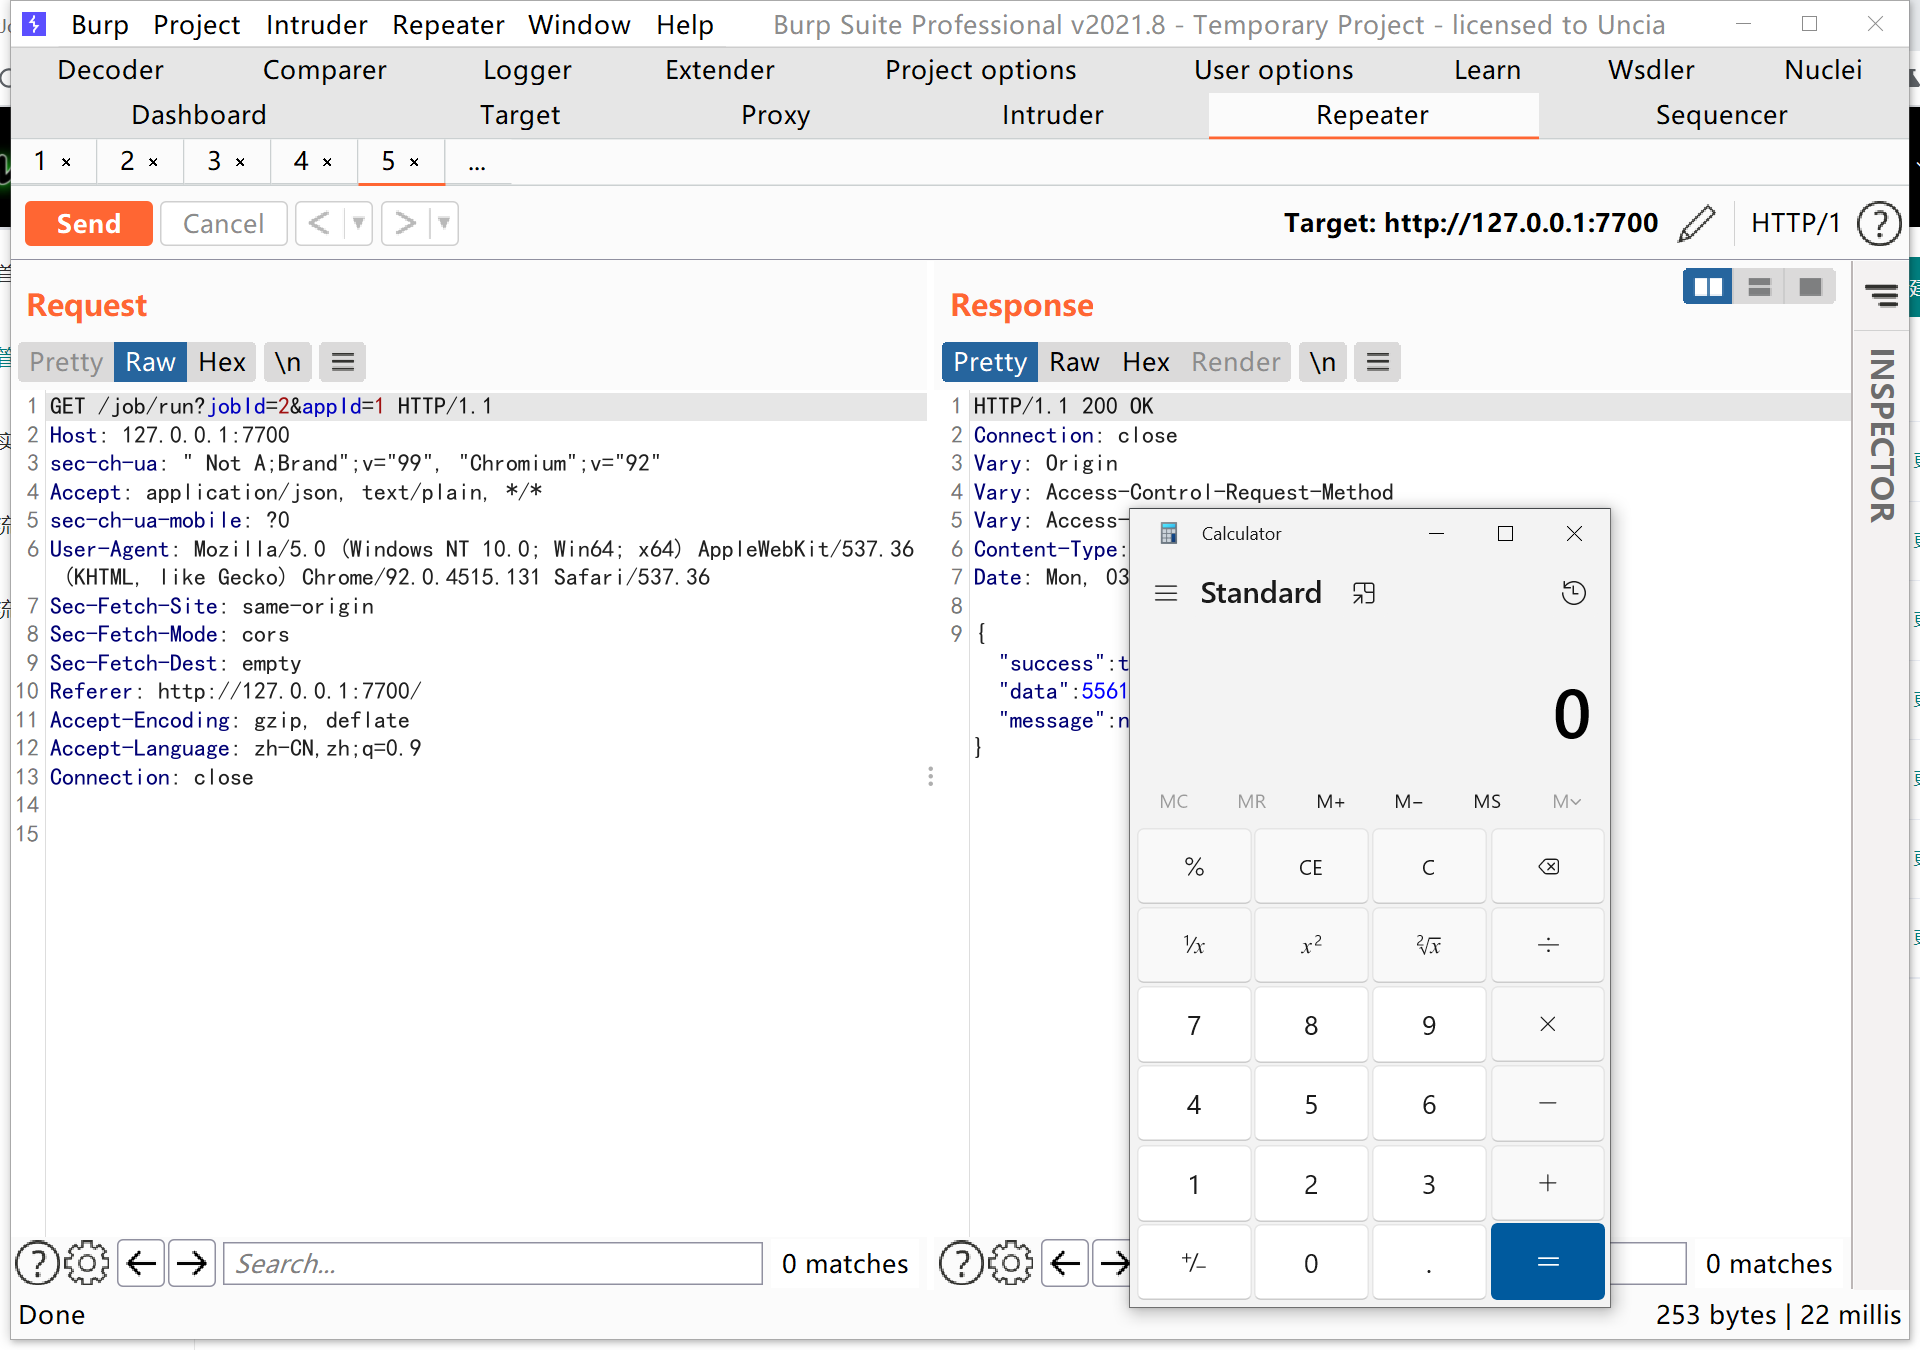 Burp Project Intruder Repeater Window Help Burp Suite Professional v2021.8 - Temporary Project - licensed to Uncia
Decoder Comparer Logger Extender Project options User options Learn Wsdler Nuclei
Dashboard Target Proxy Intruder Repeater Sequencer
1 × 2 × 3 × 4 × 5 × ...
Send Cancel < > Target: http://127.0.0.1:7700 HTTP/1 ?
Request
Pretty Raw Hex \n
1 GET /job/run?jobId=2&appId=1 HTTP/1.1
2 Host: 127.0.0.1:7700
3 sec-ch-ua: " Not A;Brand";v="99", "Chromium";v="92"
4 Accept: application/json, text/plain, */*
5 sec-ch-ua-mobile: ?0
6 User-Agent: Mozilla/5.0 (Windows NT 10.0; Win64; x64) AppleWebKit/537.36
(KHTML, like Gecko) Chrome/92.0.4515.131 Safari/537.36
7 Sec-Fetch-Site: same-origin
8 Sec-Fetch-Mode: cors
9 Sec-Fetch-Dest: empty
10 Referer: http://127.0.0.1:7700/
11 Accept-Encoding: gzip, deflate
12 Accept-Language: zh-CN,zh;q=0.9
13 Connection: close
14
15
Response
Pretty Raw Hex Render \n
1 HTTP/1.1 200 OK
2 Connection: close
3 Vary: Origin
4 Vary: Access-Control-Request-Method
5 Vary: Access-
6 Content-Type:
7 Date: Mon, 03
8
9 {
"success":t
"data":5561
"message":n
}
INSPECTOR
Calculator
Standard
0
MC MR M+ M− MS M
% CE C
¹/x x² ²√x ÷
7 8 9 ×
4 5 6 −
1 2 3 +
+/− 0 . =
? Search... 0 matches
? 0 matches
Done
253 bytes | 22 millis